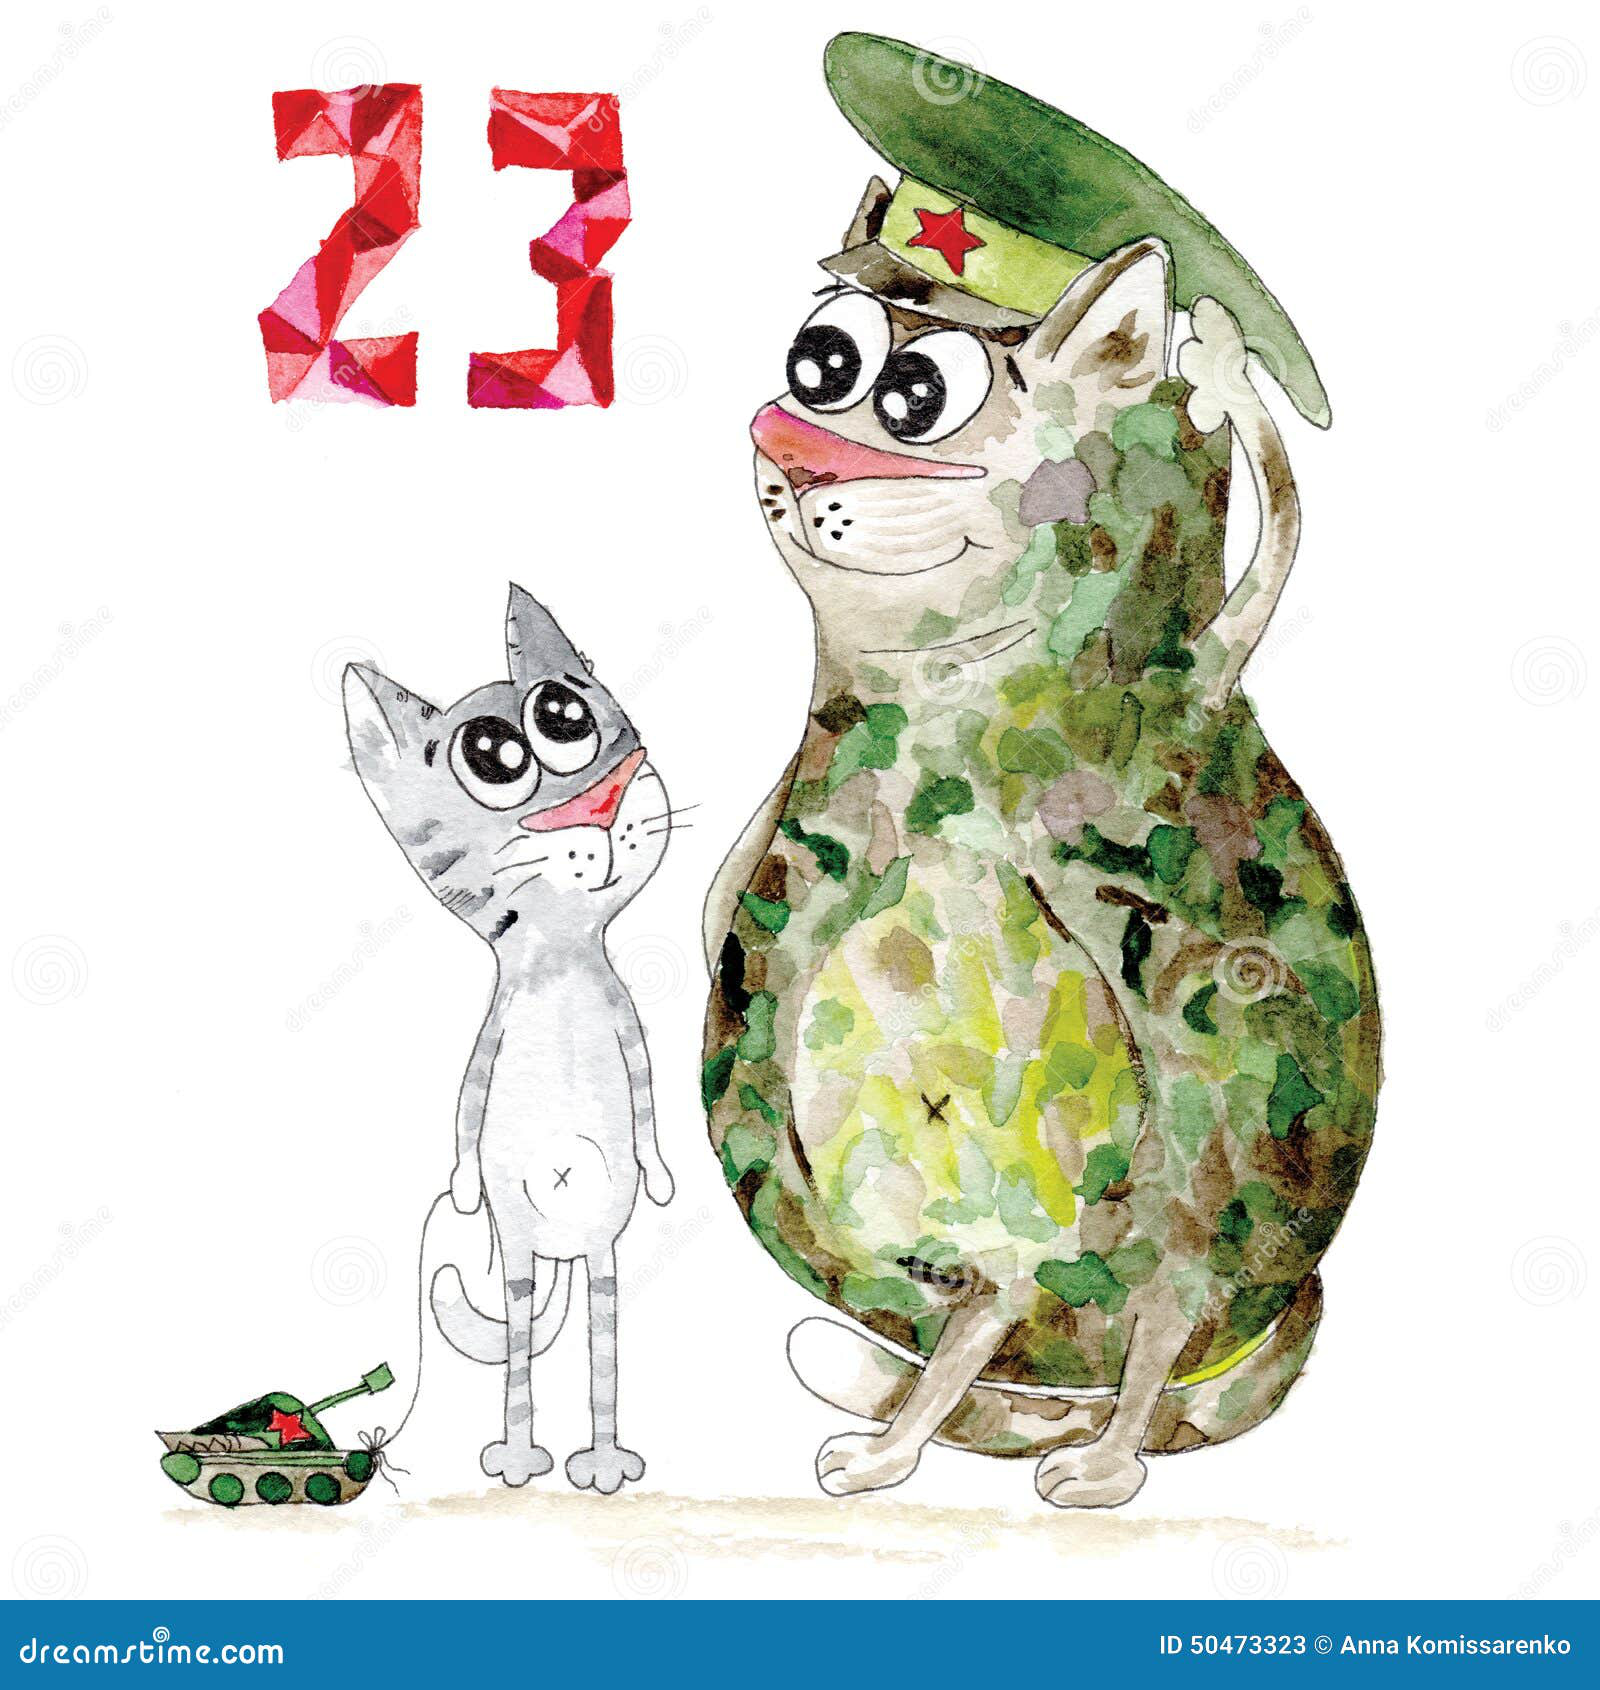 23
dreamstime.com
ID 50473323 © Anna Komissarenko